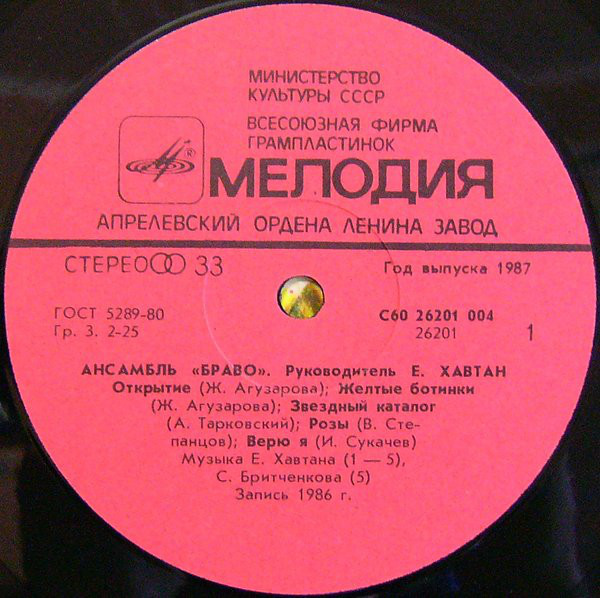 МИНИСТЕРСТВО
КУЛЬТУРЫ СССР
ВСЕСОЮЗНАЯ ФИРМА
ГРАМПЛАСТИНОК
МЕЛОДИЯ
АПРЕЛЕВСКИЙ ОРДЕНА ЛЕНИНА ЗАВОД
СТЕРЕО 33
Год выпуска 1987
ГОСТ 5289-80
Гр. 3. 2-25
С60 26201 004
26201
1
АНСАМБЛЬ «БРАВО». Руководитель Е. ХАВТАН
Открытие (Ж. Агузарова); Желтые ботинки
(Ж. Агузарова); Звездный каталог
(А. Тарковский); Розы (В. Сте-
панцов); Верю я (И. Сукачев)
Музыка Е. Хавтана (1 — 5),
С. Бритченкова (5)
Запись 1986 г.